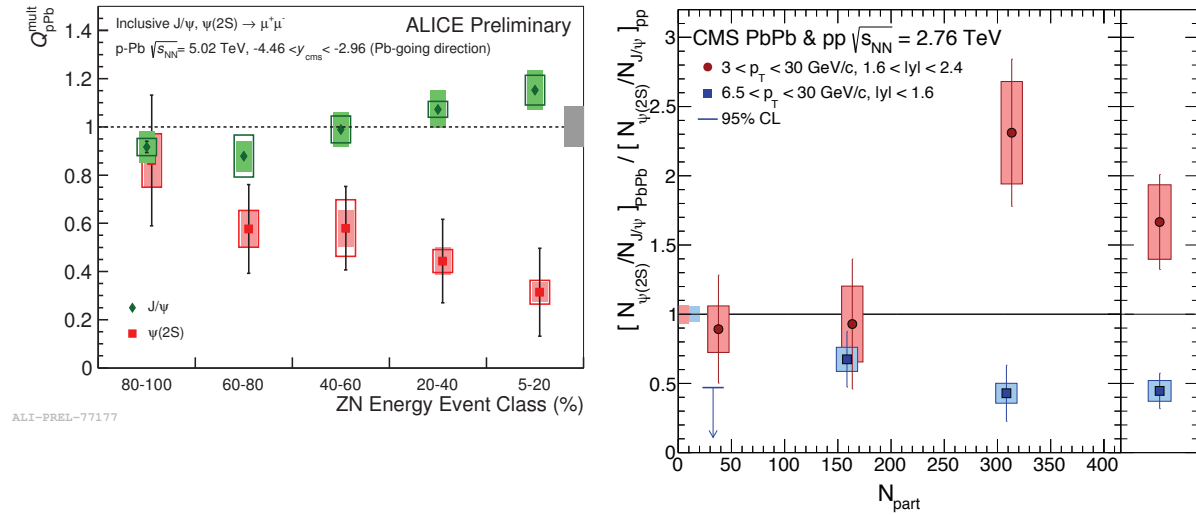 Q_pPb^mult
Inclusive J/ψ, ψ(2S) → μ⁺μ⁻
ALICE Preliminary
p-Pb √s_NN = 5.02 TeV, -4.46 < y_cms < -2.96 (Pb-going direction)
1.4
1.2
1
0.8
0.6
0.4
0.2
0
J/ψ
ψ(2S)
80-100 60-80 40-60 20-40 5-20
ZN Energy Event Class (%)
ALI-PREL-77177
[ N_ψ(2S)/N_J/ψ ]_PbPb / [ N_ψ(2S)/N_J/ψ ]_pp
CMS PbPb & pp √s_NN = 2.76 TeV
3 < p_T < 30 GeV/c, 1.6 < |y| < 2.4
6.5 < p_T < 30 GeV/c, |y| < 1.6
95% CL
3
2.5
2
1.5
1
0.5
0
0 50 100 150 200 250 300 350 400
N_part